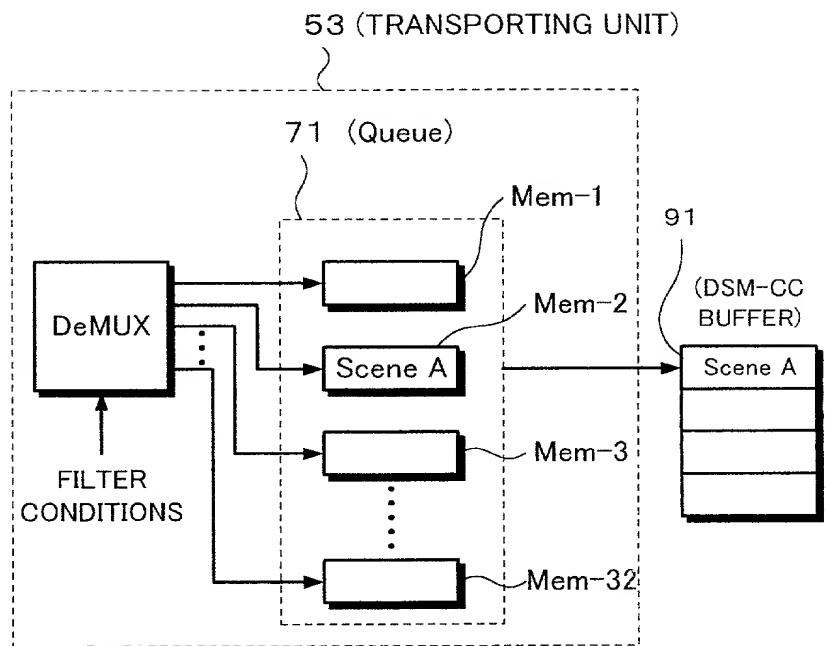 53 (TRANSPORTING UNIT)
71 (Queue)
Mem-1
91
(DSM-CC
BUFFER)
DeMUX
Mem-2
Scene A
Scene A
Mem-3
FILTER
CONDITIONS
Mem-32